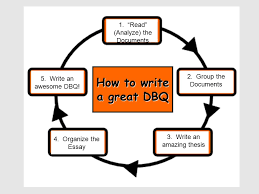 1. "Read"
(Analyze) the
Documents
2. Group the
Documents
3. Write an
amazing thesis
4. Organize the
Essay
5. Write an
awesome DBQ!
How to write
a great DBQ